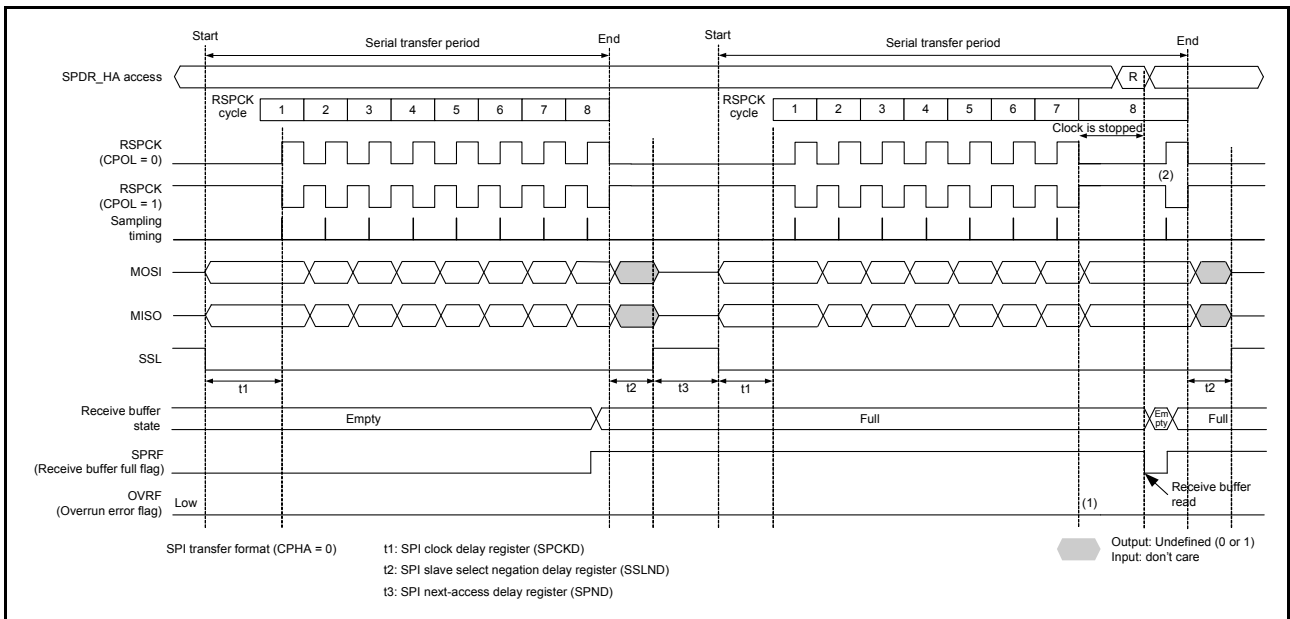 Start
Serial transfer period
End
Start
Serial transfer period
End
SPDR_HA access
R
RSPCK
cycle
1 2 3 4 5 6 7 8
RSPCK
cycle
1 2 3 4 5 6 7 8
Clock is stopped
RSPCK
(CPOL = 0)
(2)
RSPCK
(CPOL = 1)
Sampling
timing
MOSI
MISO
SSL
t1 t2 t3 t1 t2
Receive buffer
state
Empty
Full
Em
pty
Full
SPRF
(Receive buffer full flag)
Receive buffer
read
OVRF
(Overrun error flag)
Low
(1)
SPI transfer format (CPHA = 0)
t1: SPI clock delay register (SPCKD)
t2: SPI slave select negation delay register (SSLND)
t3: SPI next-access delay register (SPND)
Output: Undefined (0 or 1)
Input: don't care